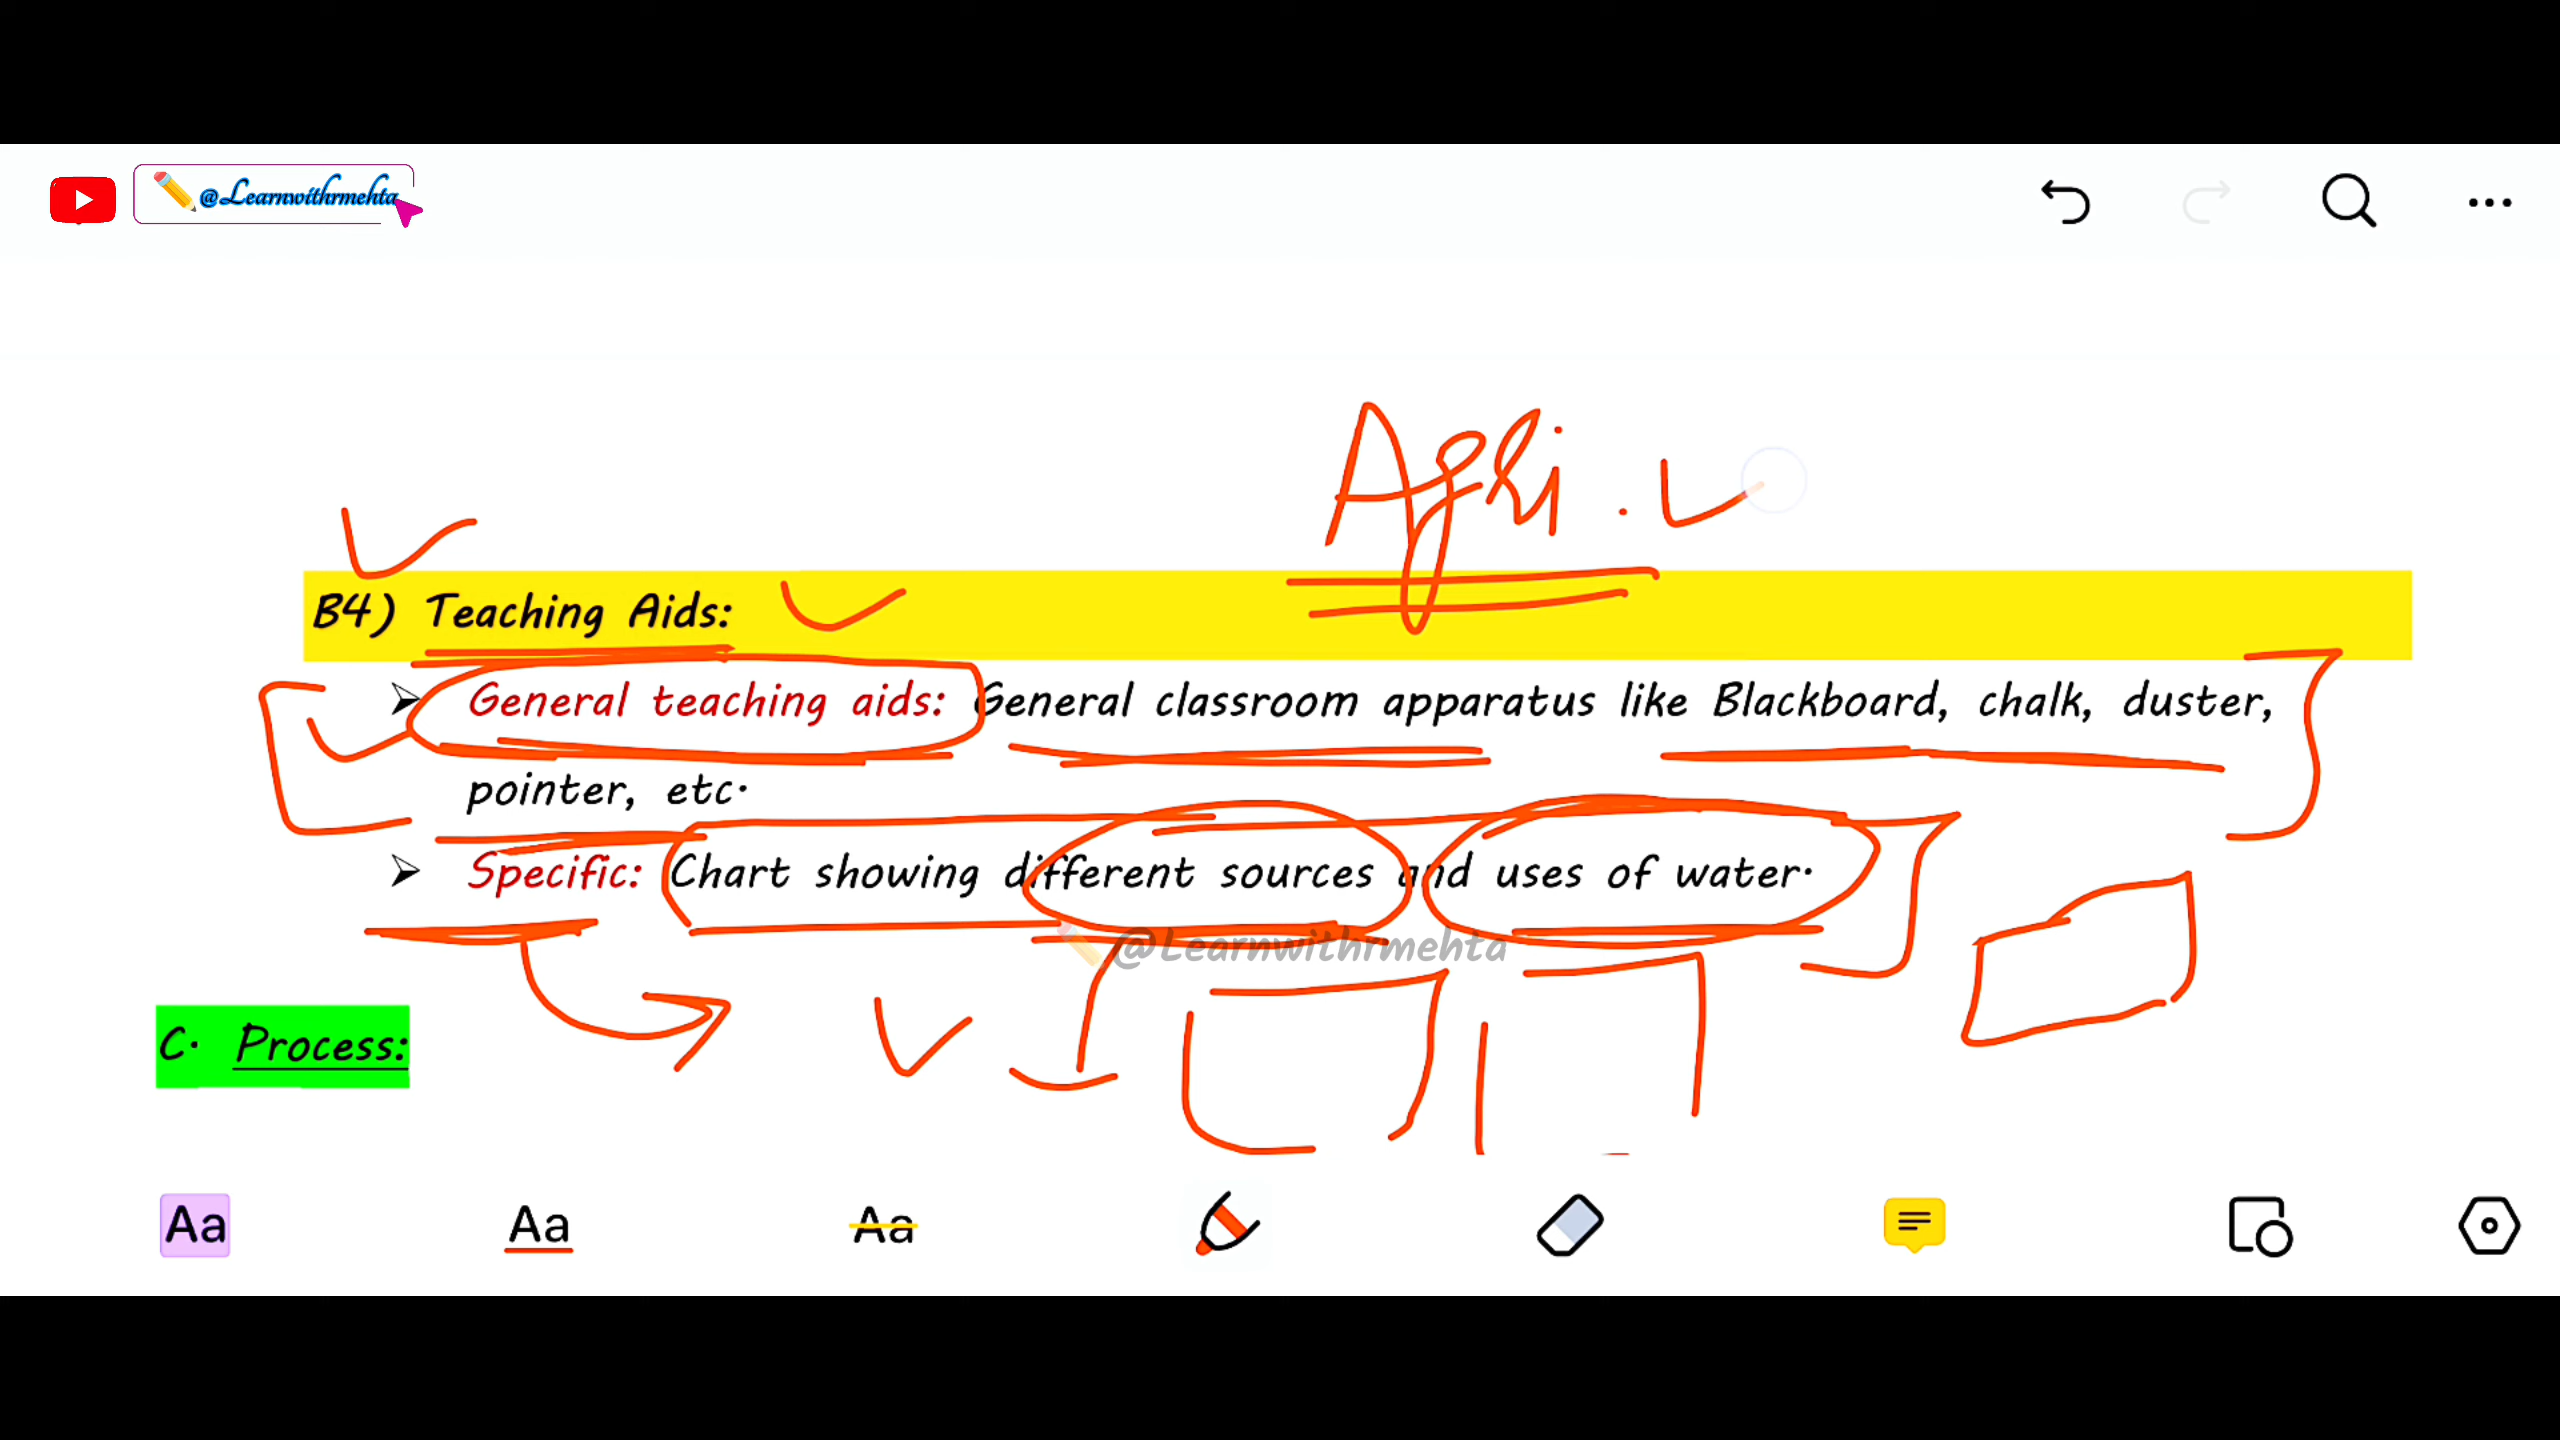 @Learnwithrmehta
Agri.
B4) Teaching Aids:
➤ General teaching aids: General classroom apparatus like Blackboard, chalk, duster,
pointer, etc.
➤ Specific: Chart showing different sources and uses of water.
@Learnwithrmehta
C. Process:
Aa Aa Aa